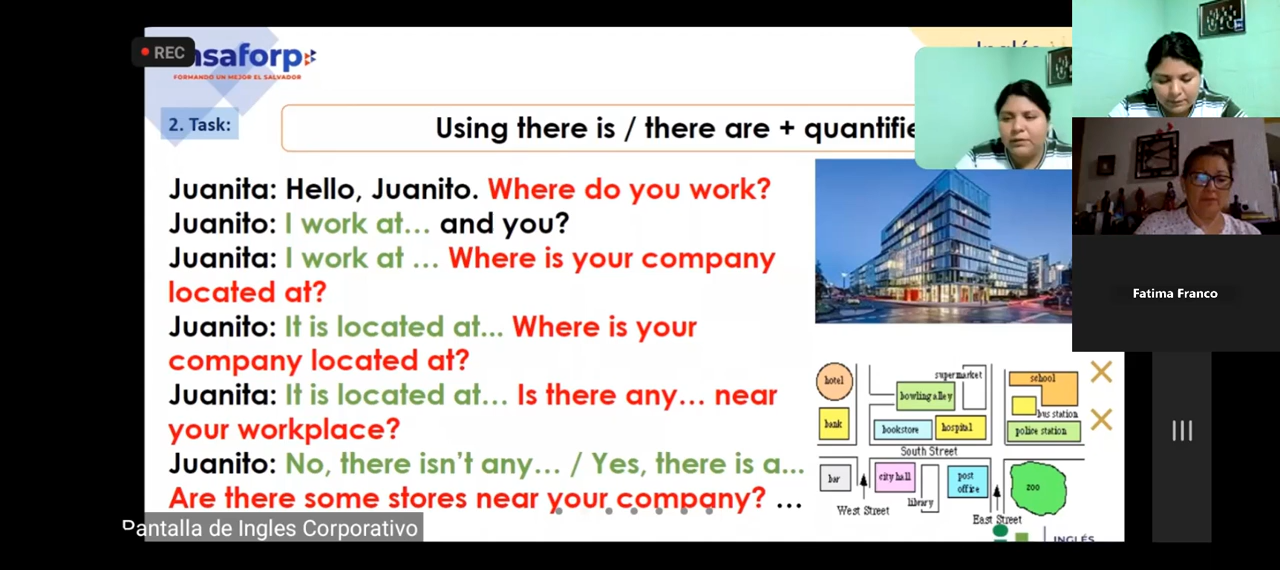 REC
nsaforp
FORMANDO UN MEJOR EL SALVADOR
Inglés
2. Task:
Using there is / there are + quantifie
Juanita: Hello, Juanito. Where do you work?
Juanito: I work at... and you?
Juanita: I work at ... Where is your company
located at?
Juanito: It is located at... Where is your
company located at?
Juanita: It is located at... Is there any... near
your workplace?
Juanito: No, there isn't any... / Yes, there is a...
Are there some stores near your company? ...
Fatima Franco
hotel
supermarket
school
bowling alley
bus station
bank
bookstore
hospital
police station
South Street
bar
city hall
post
office
zoo
library
West Street
East Street
INGLÉS
Pantalla de Ingles Corporativo